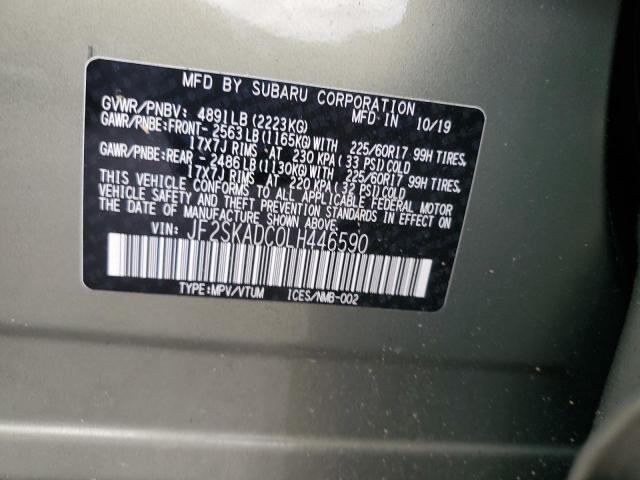 MFD BY SUBARU CORPORATION
GVWR/PNBV: 4891LB (2223KG) MFD IN 10/19
GAWR/PNBE:FRONT- 2563LB(1165KG)WITH 225/60R17 99H TIRES,
17X7J RIMS AT 230 KPA(33 PSI)COLD
GAWR/PNBE:REAR - 2486LB(1130KG)WITH 225/60R17 99H TIRES,
17X7J RIMS AT 220 KPA(32 PSI)COLD
THIS VEHICLE CONFORMS TO ALL APPLICABLE FEDERAL MOTOR
VEHICLE SAFETY AND THEFT PREVENTION STANDARDS IN EFFECT ON
THE DATE OF MANUFACTURE SHOWN ABOVE.
VIN: JF2SKADC0LH446590
TYPE:MPV/VTUM ICES/NMB-002